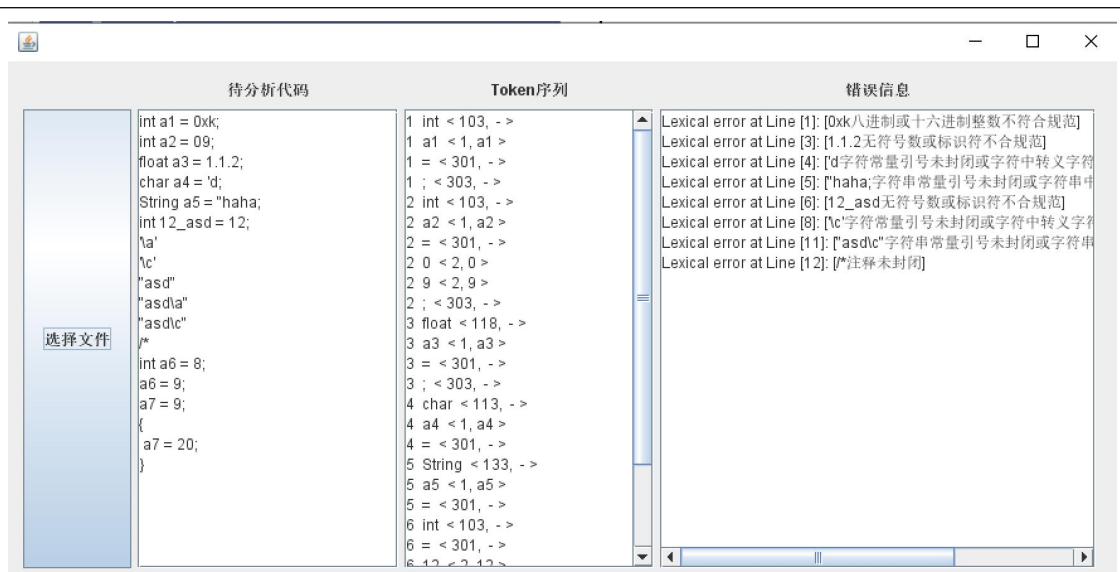 待分析代码
Token序列
错误信息
选择文件
int a1 = 0xk;
int a2 = 09;
float a3 = 1.1.2;
char a4 = 'd;
String a5 = "haha;
int 12_asd = 12;
'\a'
'\c'
"asd"
"asd\a"
"asd\c"
/*
int a6 = 8;
a6 = 9;
a7 = 9;
{
a7 = 20;
}
1 int < 103, - >
1 a1 < 1, a1 >
1 = < 301, - >
1 ; < 303, - >
2 int < 103, - >
2 a2 < 1, a2 >
2 = < 301, - >
2 0 < 2, 0 >
2 9 < 2, 9 >
2 ; < 303, - >
3 float < 118, - >
3 a3 < 1, a3 >
3 = < 301, - >
3 ; < 303, - >
4 char < 113, - >
4 a4 < 1, a4 >
4 = < 301, - >
5 String < 133, - >
5 a5 < 1, a5 >
5 = < 301, - >
6 int < 103, - >
6 = < 301, - >
6 12 < 2, 12 >
Lexical error at Line [1]: [0xk八进制或十六进制整数不符合规范]
Lexical error at Line [3]: [1.1.2无符号数或标识符不合规范]
Lexical error at Line [4]: ['d字符常量引号未封闭或字符中转义字符
Lexical error at Line [5]: ["haha;字符串常量引号未封闭或字符串中
Lexical error at Line [6]: [12_asd无符号数或标识符不合规范]
Lexical error at Line [8]: ['\c'字符常量引号未封闭或字符中转义字符
Lexical error at Line [11]: ["asd\c"字符串常量引号未封闭或字符串
Lexical error at Line [12]: [/*注释未封闭]